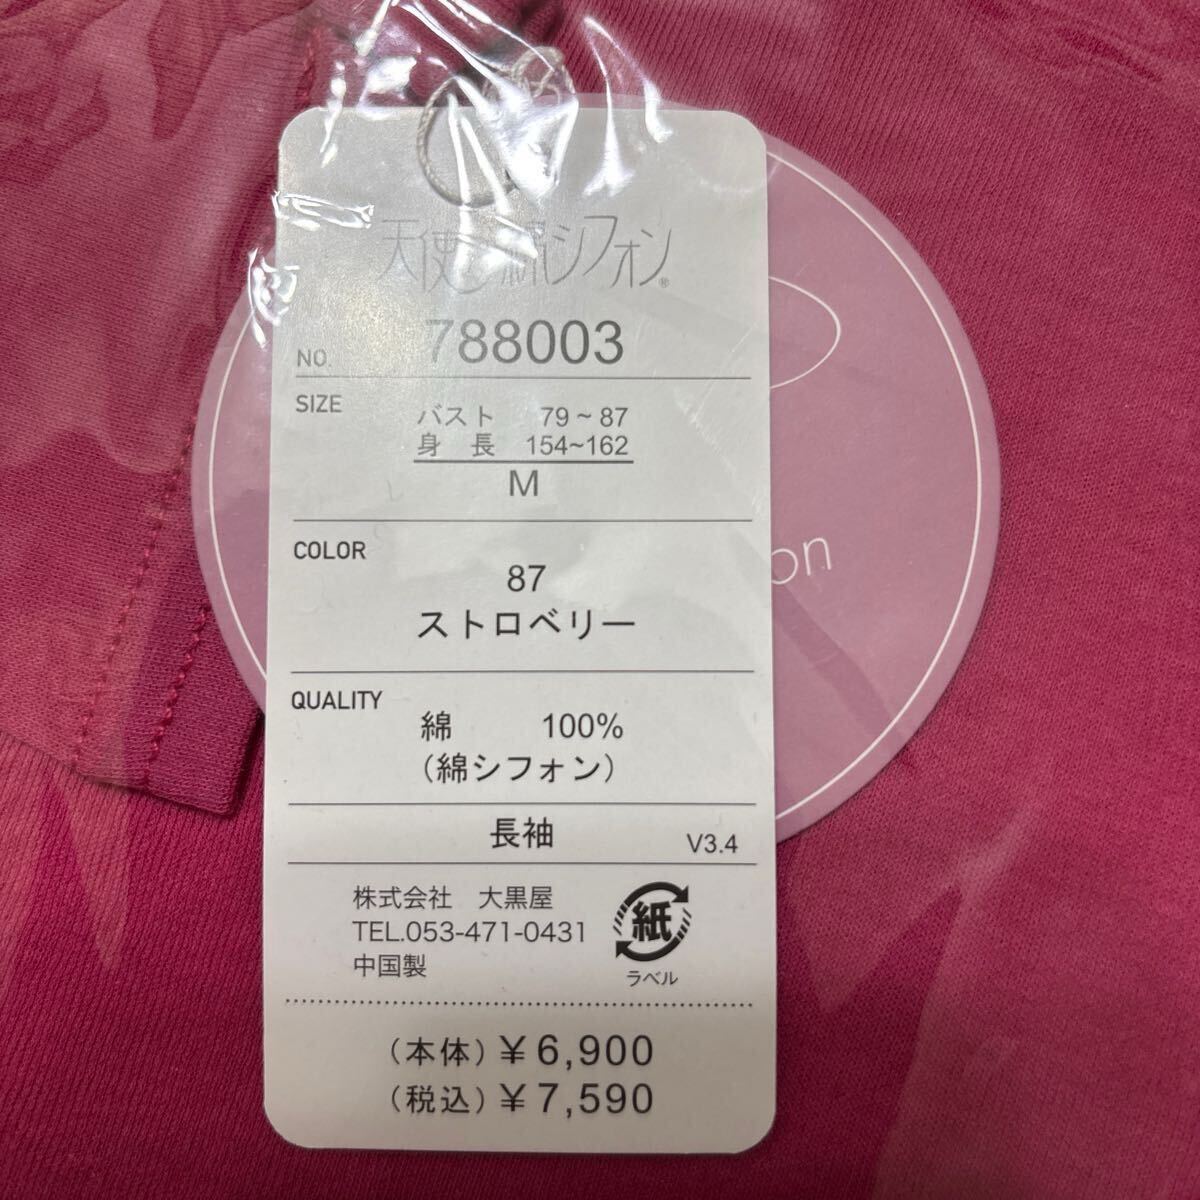 天使の綿シフォン®
NO. 788003
SIZE バスト 79~87
身長 154~162
M
COLOR
87
ストロベリー
QUALITY
綿 100%
(綿シフォン)
長袖 V3.4
株式会社 大黒屋
TEL.053-471-0431
中国製
紙
ラベル
(本体)¥6,900
(税込)¥7,590
on